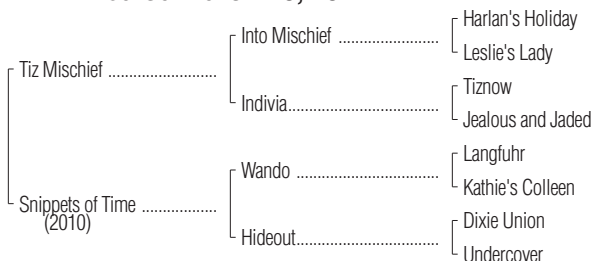 Harlan's Holiday
Into Mischief ........................
Leslie's Lady
Tiz Mischief ..........................
Tiznow
Indivia....................................
Jealous and Jaded
Langfuhr
Wando ..................................
Kathie's Colleen
Snippets of Time ..................
(2010)
Dixie Union
Hideout..................................
Undercover